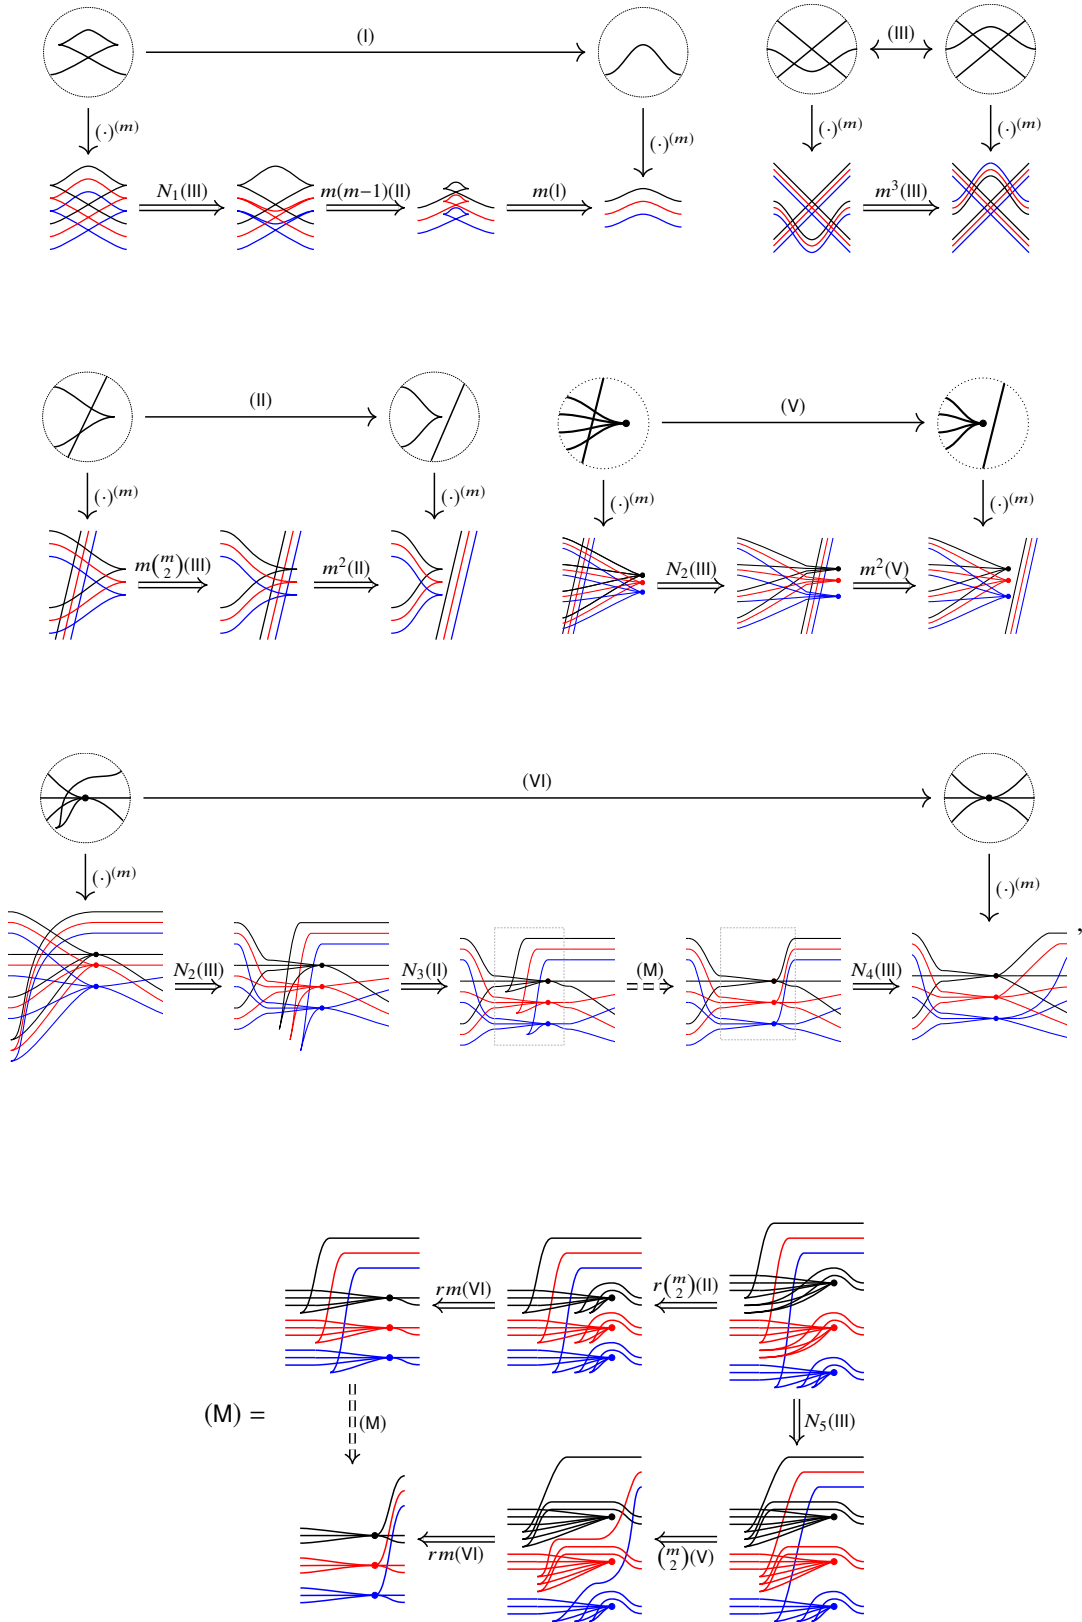 (I) (III)
(·)^(m) (·)^(m) (·)^(m) (·)^(m)
N₁(III) m(m−1)(II) m(I) m³(III)
(II) (V)
(·)^(m) (·)^(m) (·)^(m) (·)^(m)
m(m 2)(III) m²(II) N₂(III) m²(V)
(VI)
(·)^(m) (·)^(m)
N₂(III) N₃(II) (M) N₄(III) ,
rm(VI) r(m 2)(II)
(M) = (M) N₅(III)
rm(VI) (m 2)(V)